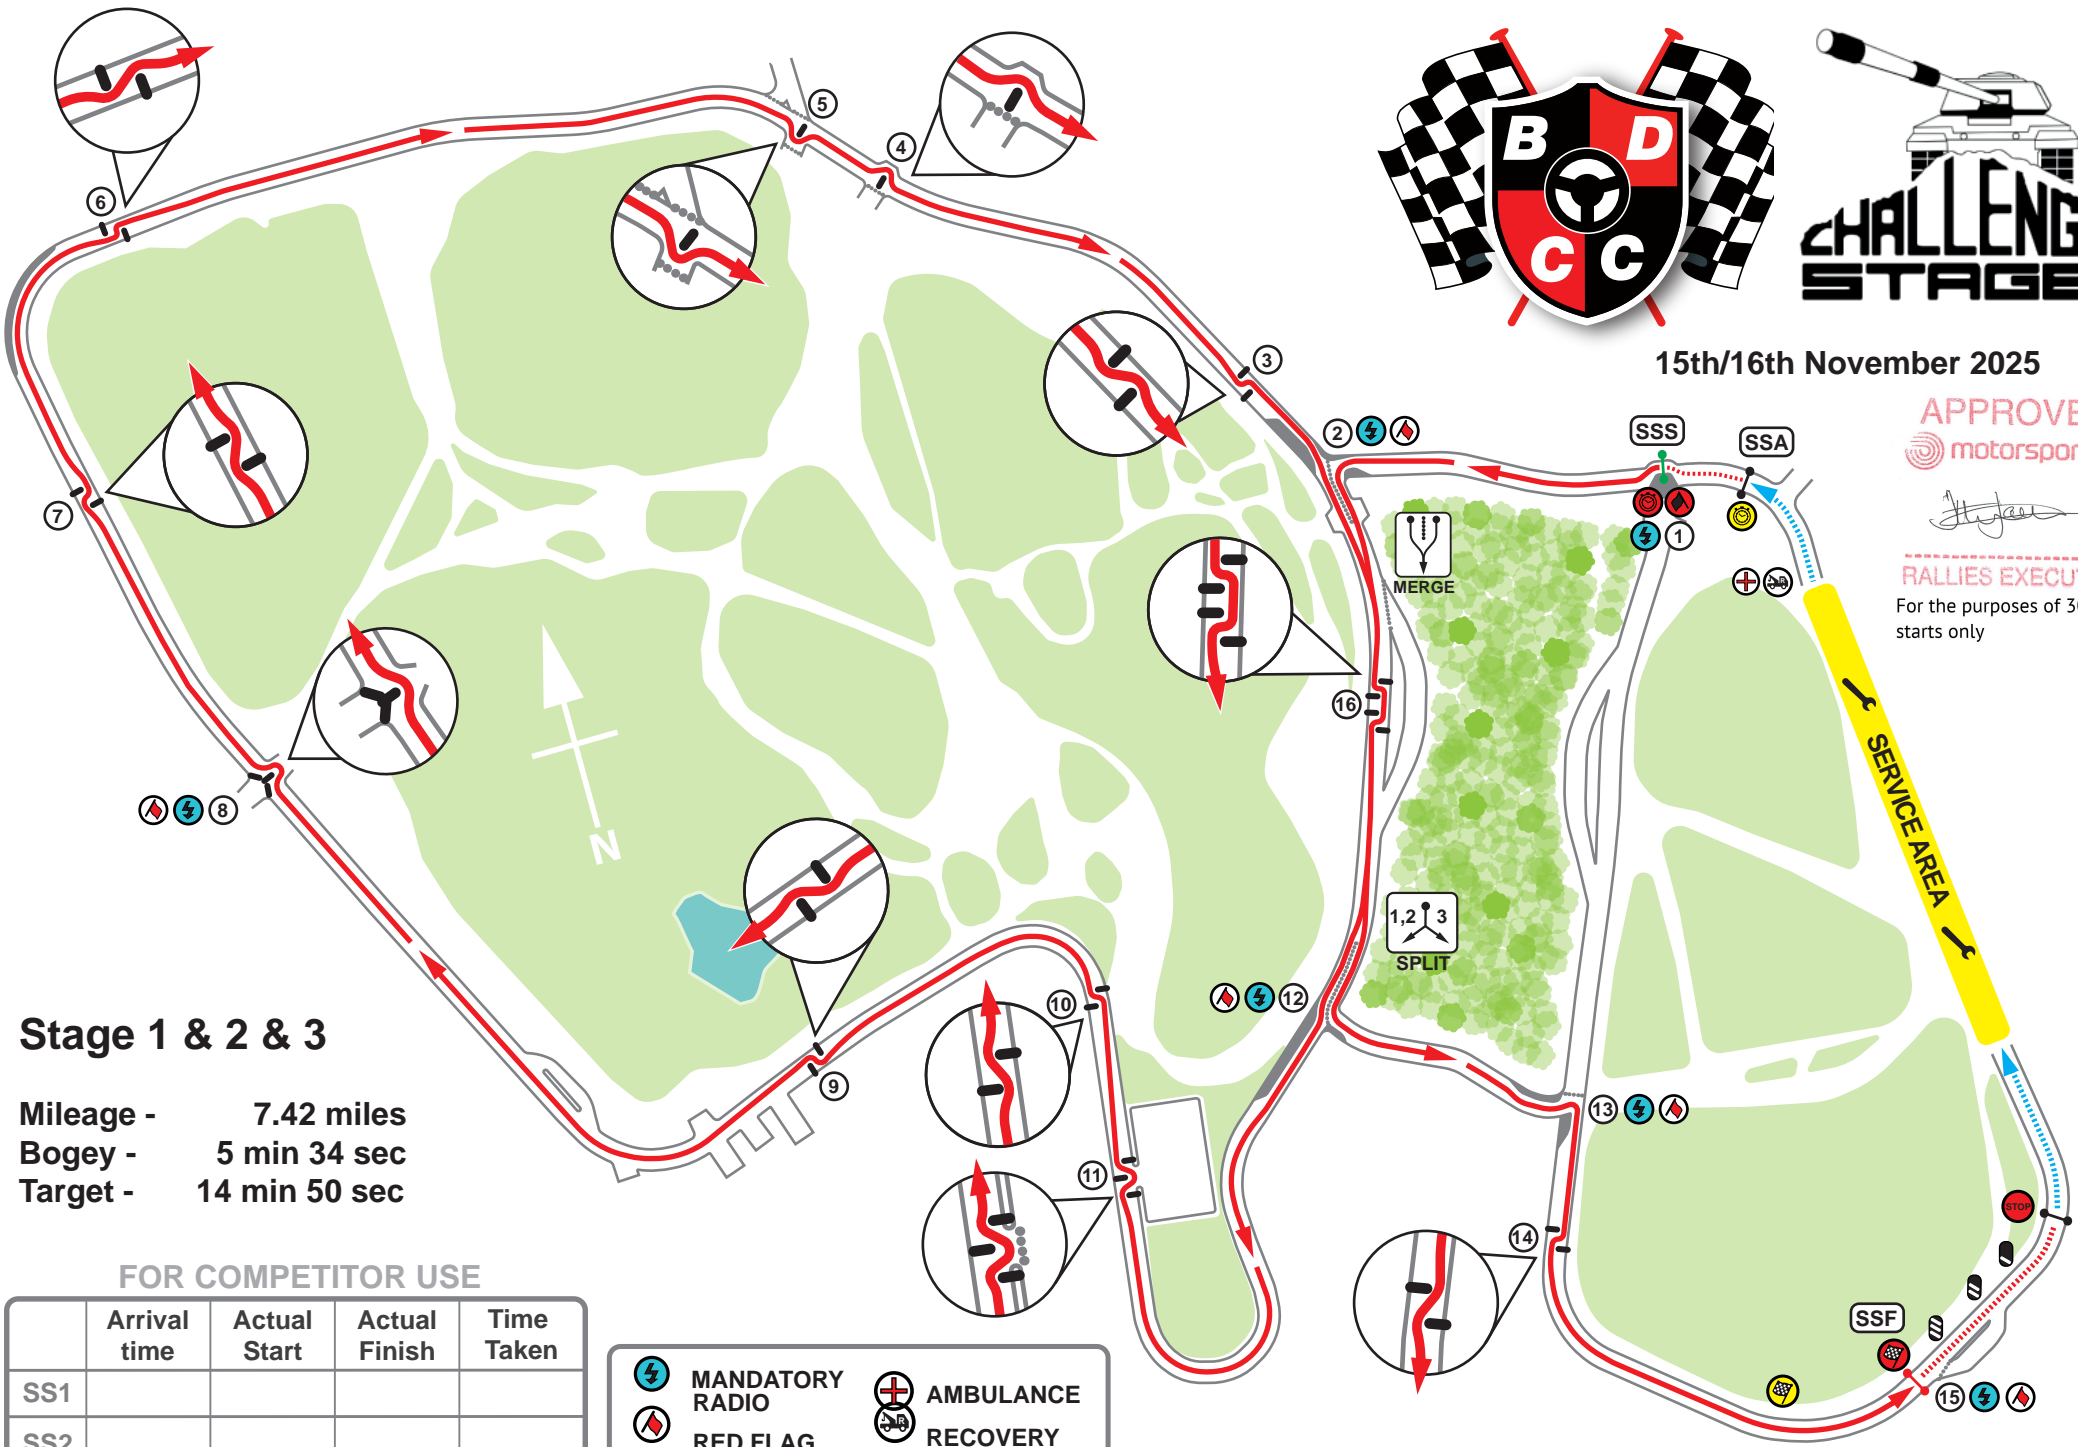 B D
C C
CHALLENG
STAGE
15th/16th November 2025
APPROVE
motorspor
RALLIES EXECU
For the purposes of 3
starts only
6
5
4
3
2
SSS
SSA
1
7
MERGE
16
8
N
SERVICE AREA
1,2 3
SPLIT
12
10
9
13
11
14
STOP
SSF
15
Stage 1 & 2 & 3
Mileage - 7.42 miles
Bogey - 5 min 34 sec
Target - 14 min 50 sec
FOR COMPETITOR USE
Arrival time
Actual Start
Actual Finish
Time Taken
SS1
SS2
MANDATORY
RADIO
AMBULANCE
RED FLAG
RECOVERY